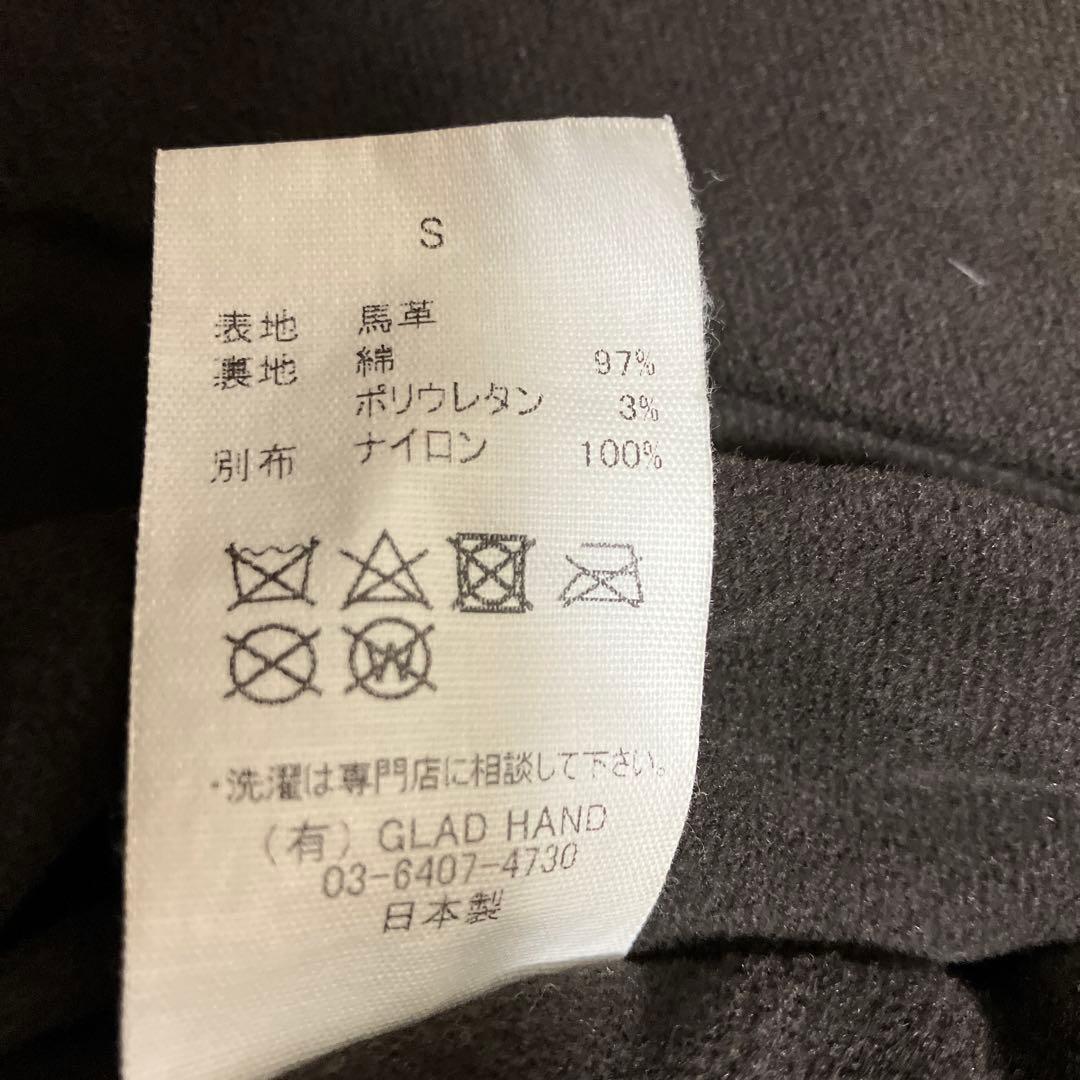 S
表地 馬革
裏地 綿 97%
ポリウレタン 3%
別布 ナイロン 100%
W
・洗濯は専門店に相談して下さい。
（有）GLAD HAND
03-6407-4730
日本製